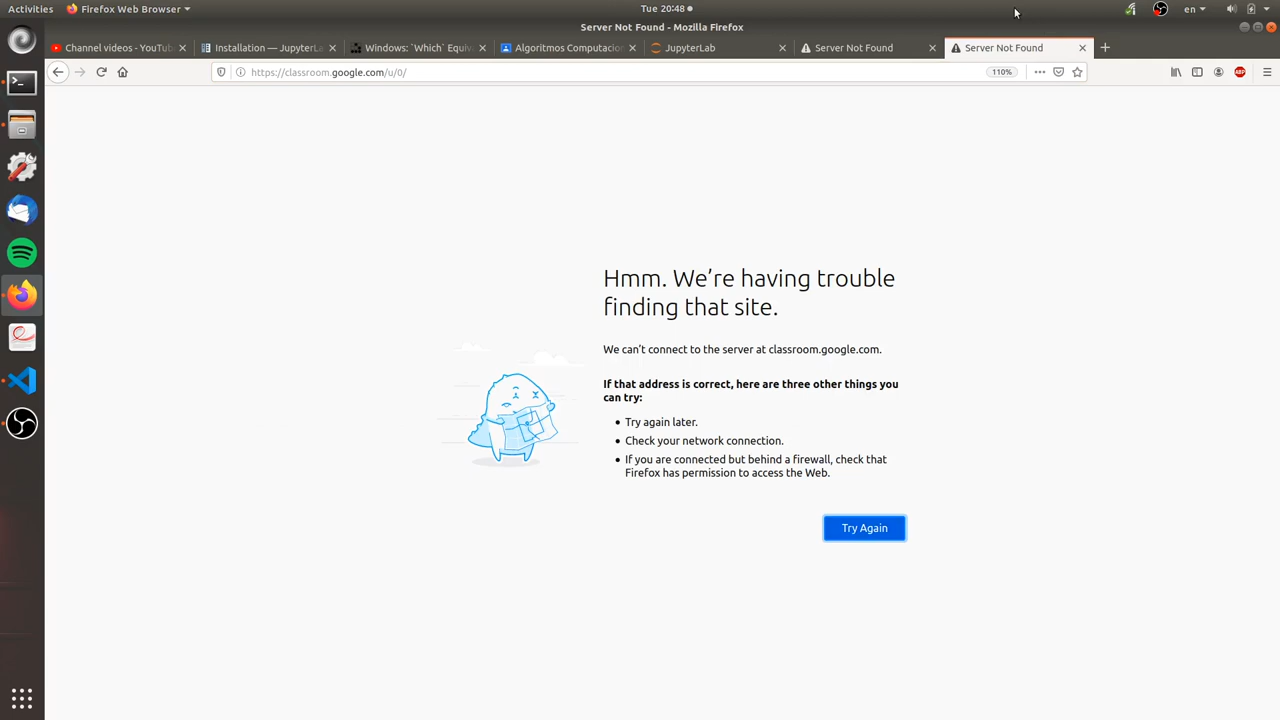 Activities
Firefox Web Browser
Tue 20:48
en
Server Not Found - Mozilla Firefox
Channel videos - YouTub
Installation — JupyterLa
Windows: `Which` Equiv
Algoritmos Computacion
JupyterLab
Server Not Found
Server Not Found
https://classroom.google.com/u/0/
110%
ABP
Hmm. We're having trouble
finding that site.
We can't connect to the server at classroom.google.com.
If that address is correct, here are three other things you
can try:
Try again later.
Check your network connection.
If you are connected but behind a firewall, check that
Firefox has permission to access the Web.
Try Again